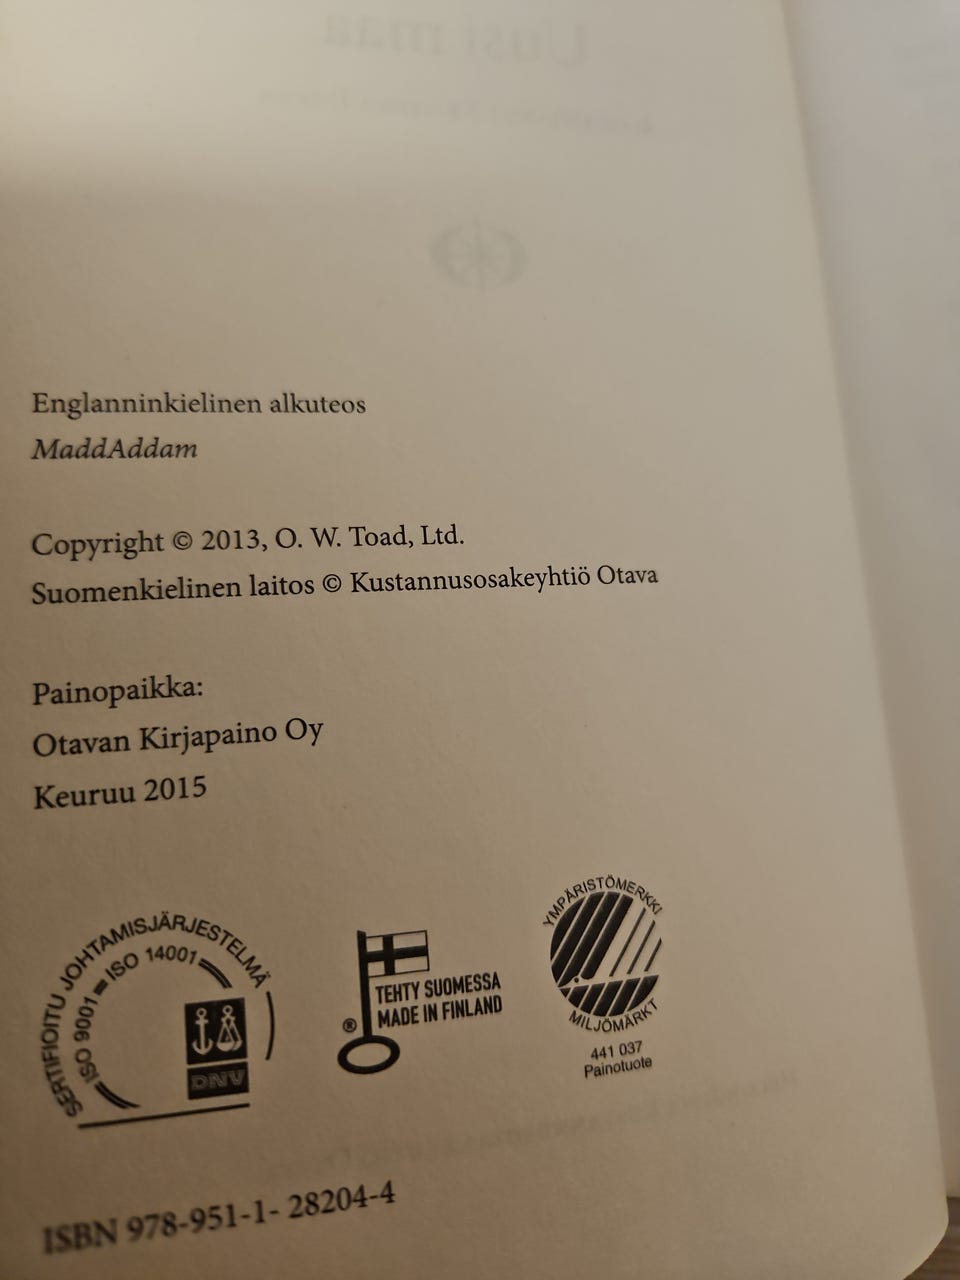 Uusi maa
Englanninkielinen alkuteos
MaddAddam
Copyright © 2013, O. W. Toad, Ltd.
Suomenkielinen laitos © Kustannusosakeyhtiö Otava
Painopaikka:
Otavan Kirjapaino Oy
Keuruu 2015
SERTIFIOITU JOHTAMISJÄRJESTELMÄ
ISO 9001 = ISO 14001
DNV
®
TEHTY SUOMESSA
MADE IN FINLAND
YMPÄRISTÖMERKKI
MILJÖMÄRKT
441 037
Painotuote
ISBN 978-951-1- 28204-4